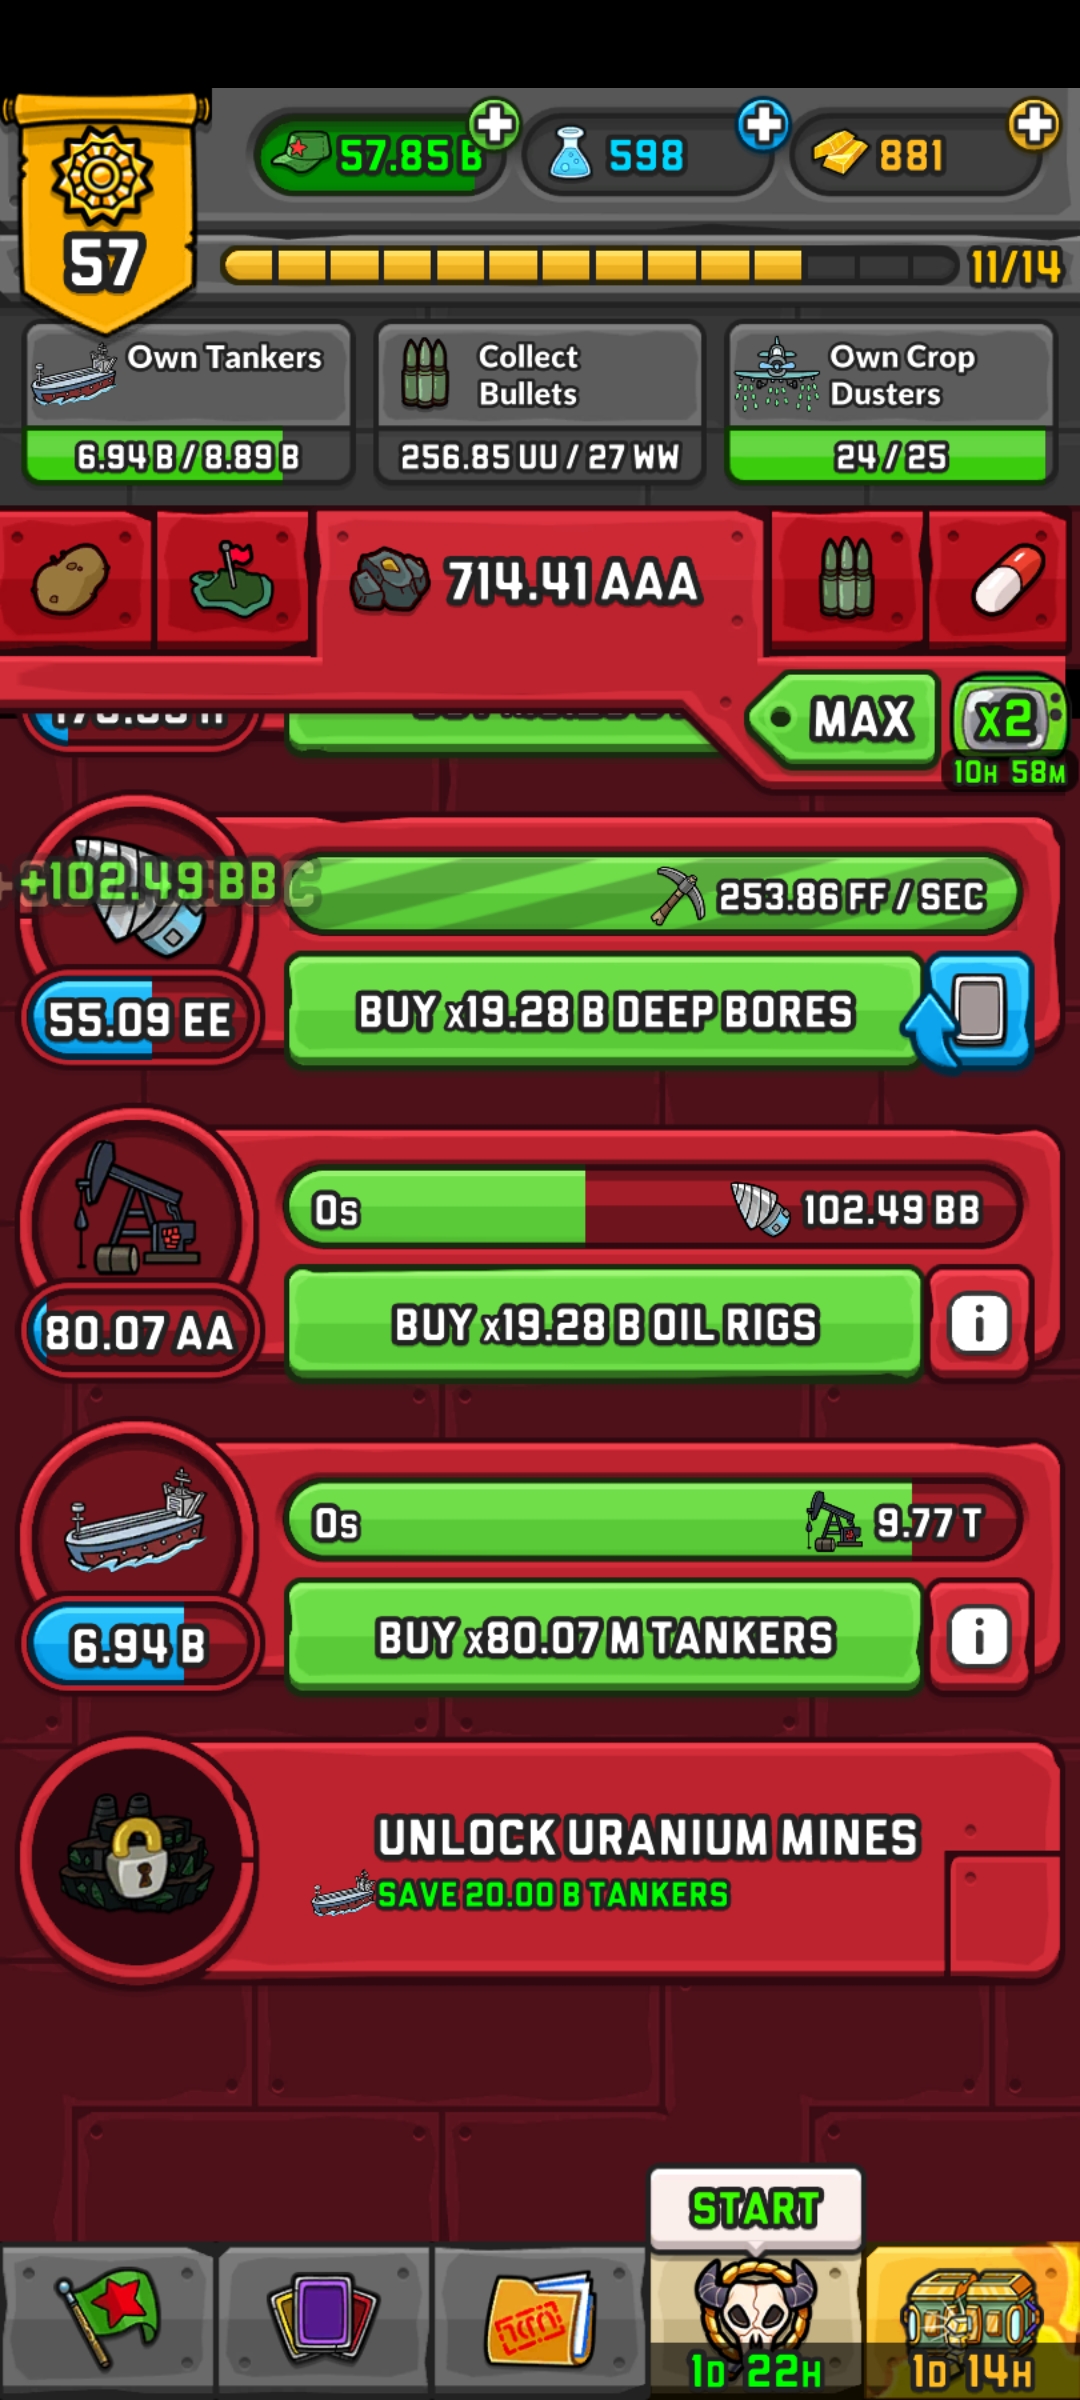 57.85 B
598
881
57
11/14
Own Tankers
6.94 B / 8.89 B
Collect
Bullets
256.85 UU / 27 WW
Own Crop
Dusters
24 / 25
714.41 AAA
MAX
x2
10H 58M
+102.49 BB
253.86 FF / SEC
55.09 EE
BUY x19.28 B DEEP BORES
0s
102.49 BB
80.07 AA
BUY x19.28 B OIL RIGS
i
0s
9.77 T
6.94 B
BUY x80.07 M TANKERS
i
UNLOCK URANIUM MINES
SAVE 20.00 B TANKERS
START
1D 22H
1D 14H